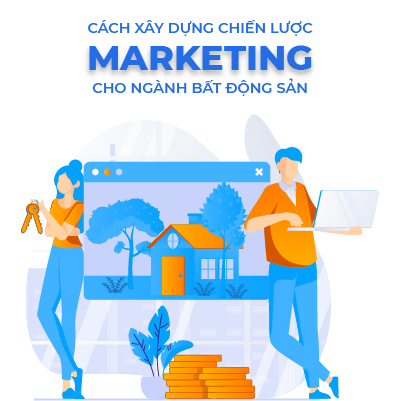 CÁCH XÂY DỰNG CHIẾN LƯỢC
MARKETING
CHO NGÀNH BẤT ĐỘNG SẢN